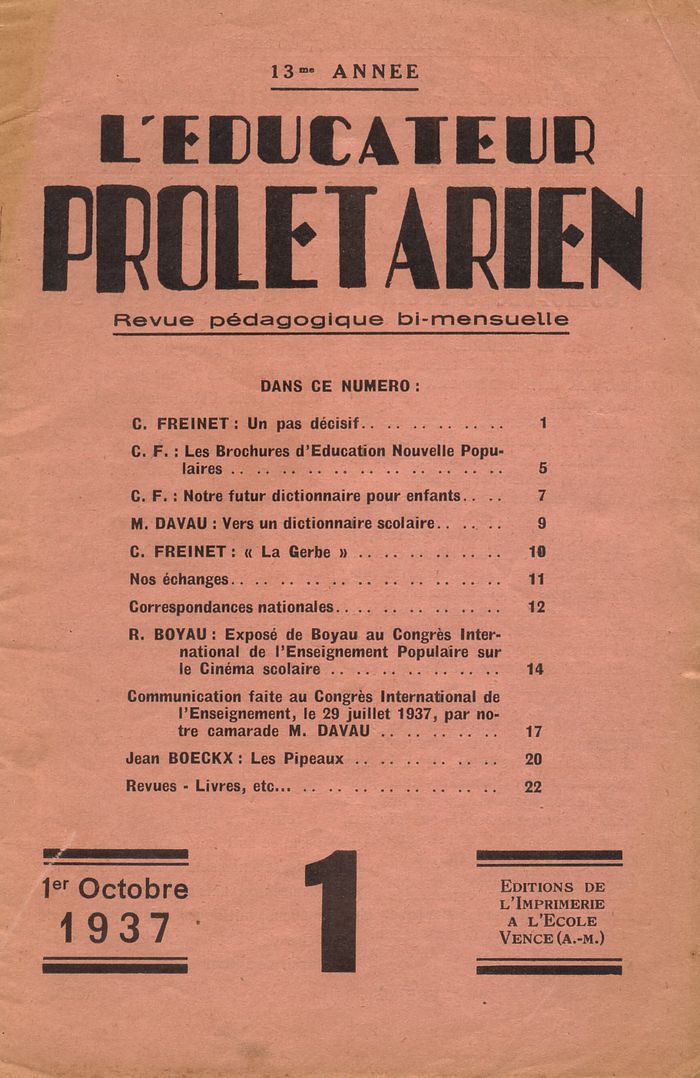 13me ANNEE
L'EDUCATEUR
PROLETARIEN
Revue pédagogique bi-mensuelle
DANS CE NUMERO :
C. FREINET : Un pas décisif.. .. .. .. .. .. 1
C. F. : Les Brochures d'Education Nouvelle Popu-
laires .. .. .. .. .. .. .. .. .. .. .. 5
C. F. : Notre futur dictionnaire pour enfants.. .. 7
M. DAVAU : Vers un dictionnaire scolaire.. .. .. 9
C. FREINET : « La Gerbe » .. .. .. .. .. .. 10
Nos échanges.. .. .. .. .. .. .. .. .. .. .. 11
Correspondances nationales.. .. .. .. .. .. .. 12
R. BOYAU : Exposé de Boyau au Congrès Inter-
national de l'Enseignement Populaire sur
le Cinéma scolaire .. .. .. .. .. .. .. 14
Communication faite au Congrès International de
l'Enseignement, le 29 juillet 1937, par no-
tre camarade M. DAVAU .. .. .. .. .. 17
Jean BOECKX : Les Pipeaux .. .. .. .. .. .. 20
Revues - Livres, etc... .. .. .. .. .. .. .. .. 22
1er Octobre
1937
1
EDITIONS DE
L'IMPRIMERIE
A L'ECOLE
VENCE (A.-M.)